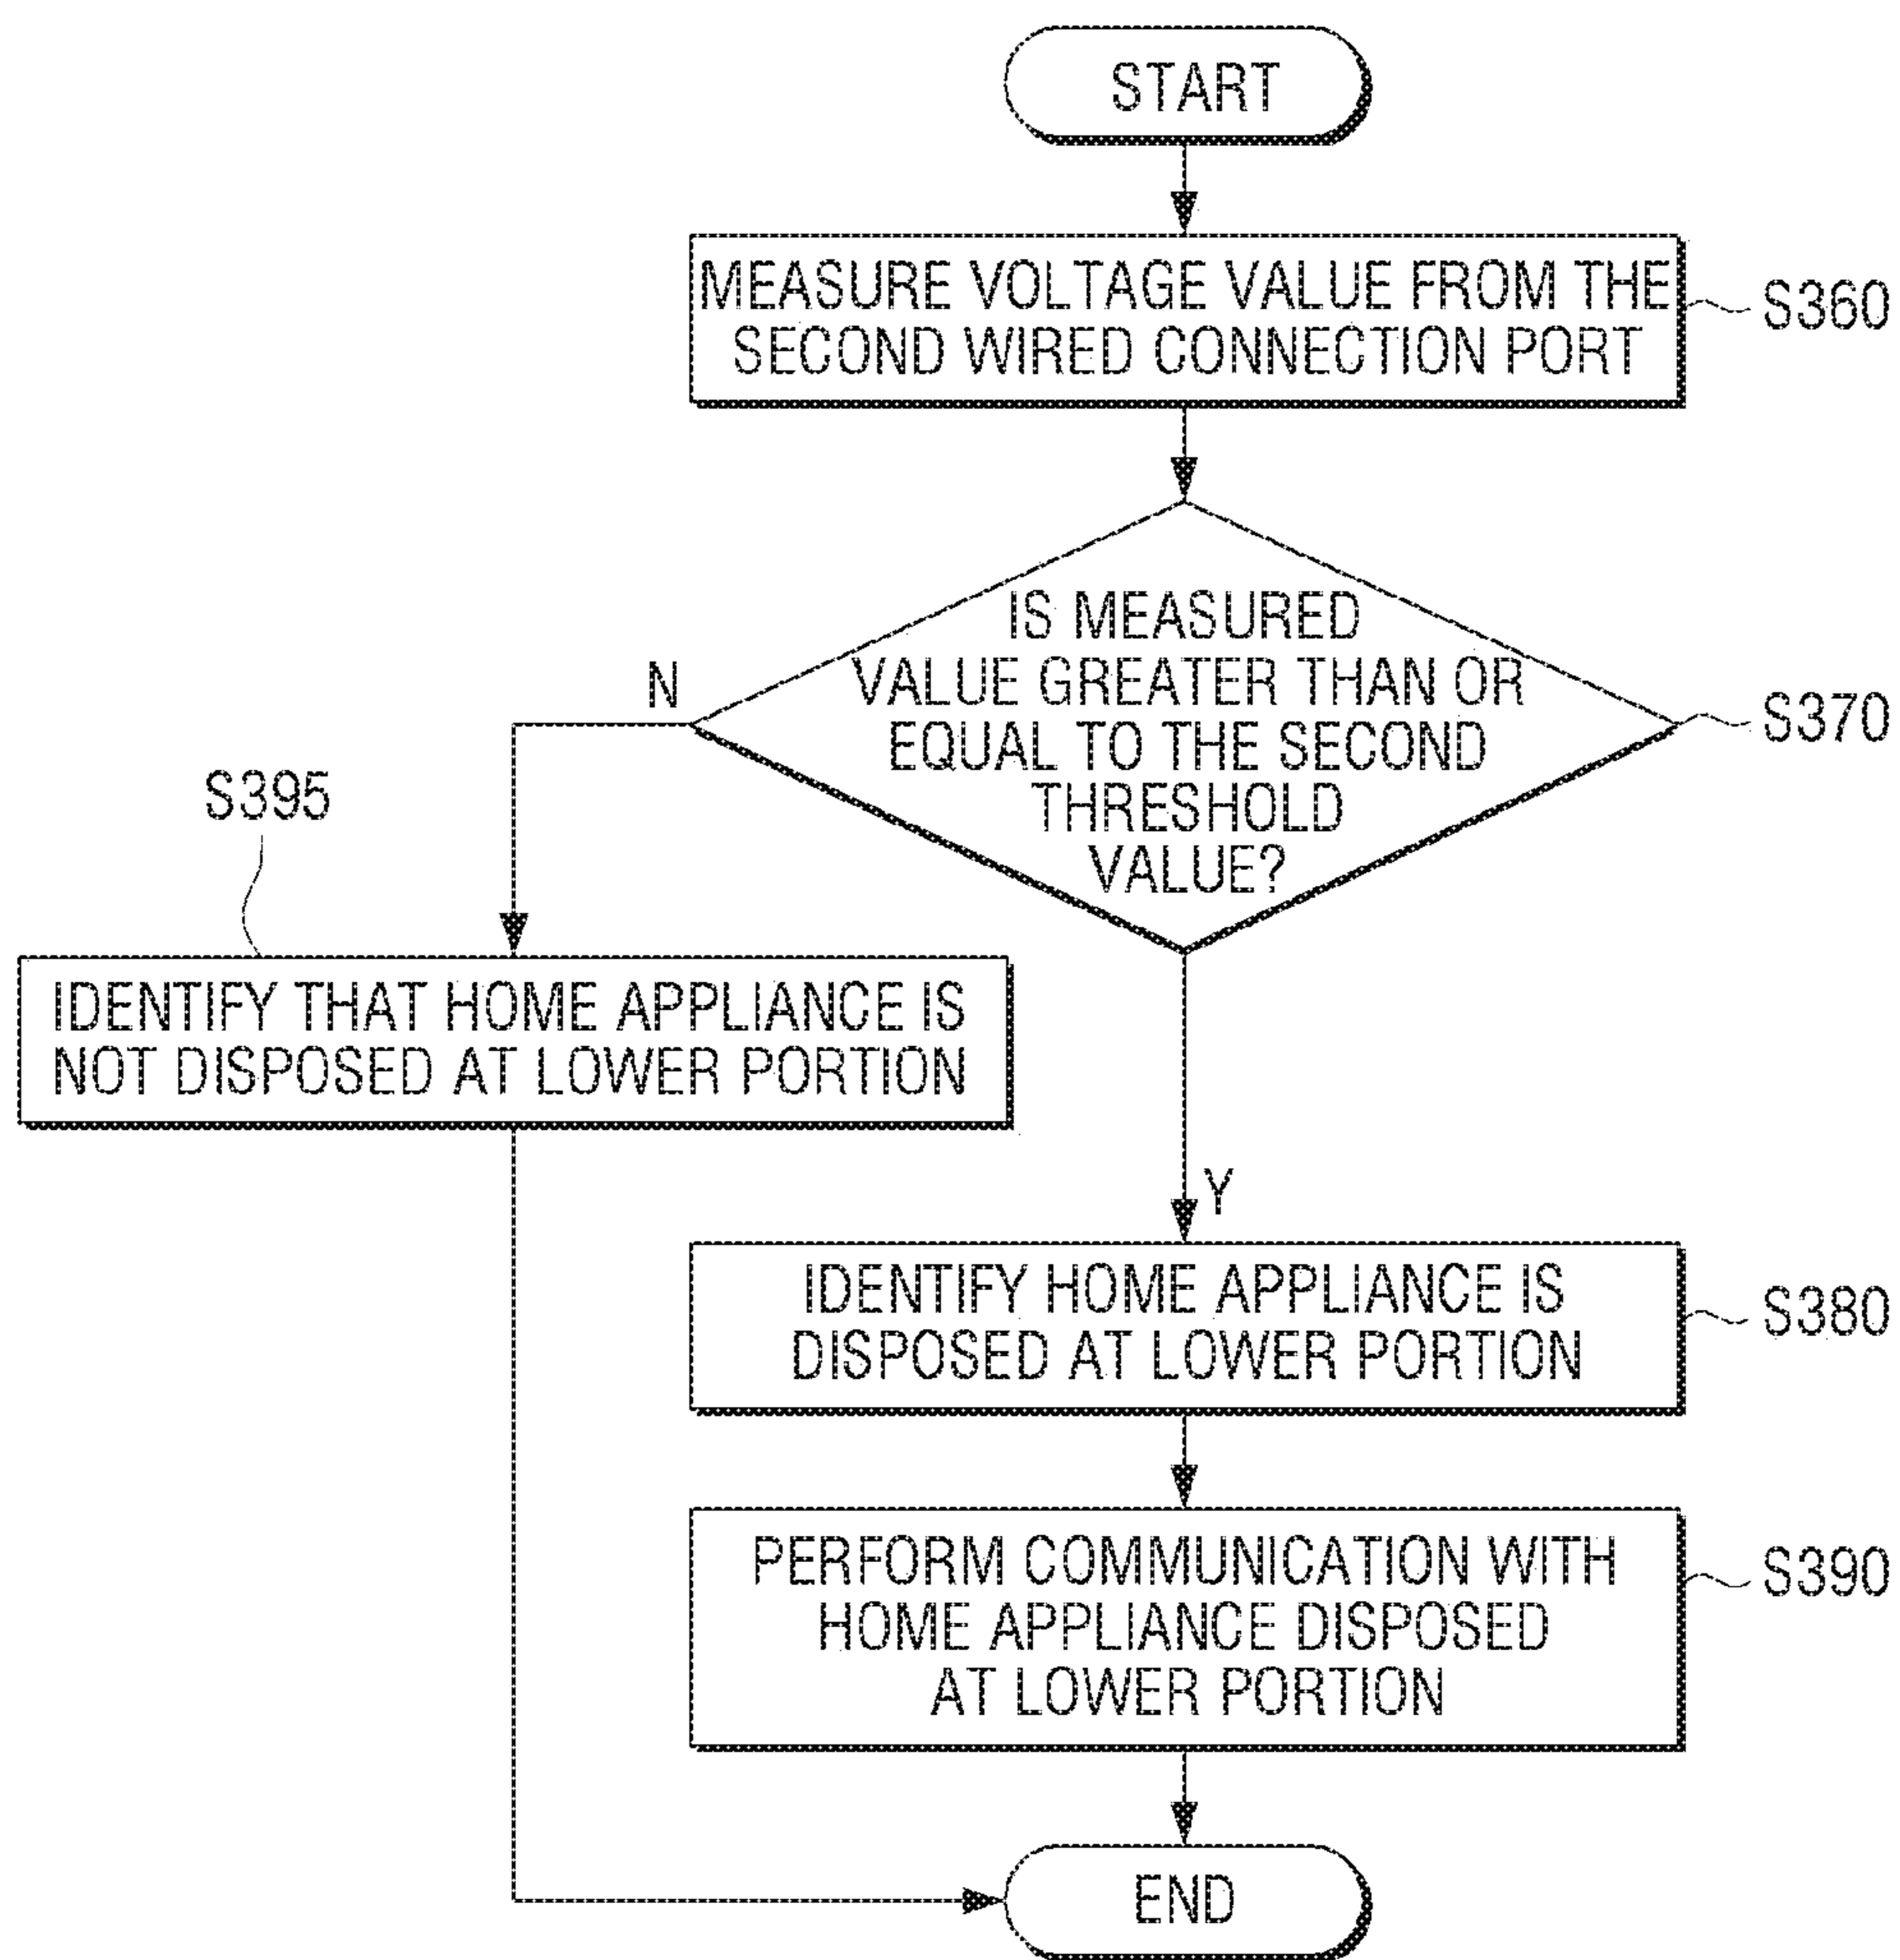 START
MEASURE VOLTAGE VALUE FROM THE
SECOND WIRED CONNECTION PORT
S360
IS MEASURED
VALUE GREATER THAN OR
EQUAL TO THE SECOND
THRESHOLD
VALUE?
S370
N
S395
IDENTIFY THAT HOME APPLIANCE IS
NOT DISPOSED AT LOWER PORTION
Y
IDENTIFY HOME APPLIANCE IS
DISPOSED AT LOWER PORTION
S380
PERFORM COMMUNICATION WITH
HOME APPLIANCE DISPOSED
AT LOWER PORTION
S390
END